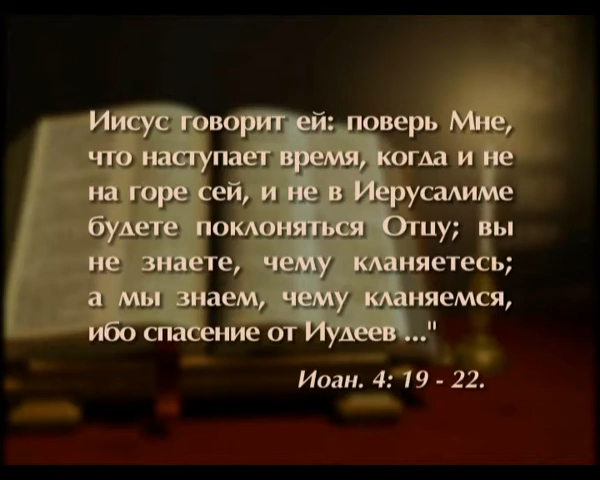 Иисус говорит ей: поверь Мне,
что наступает время, когда и не
на горе сей, и не в Иерусалиме
будете поклоняться Отцу; вы
не знаете, чему кланяетесь;
а мы знаем, чему кланяемся,
ибо спасение от Иудеев ..."
Иоан. 4: 19 - 22.